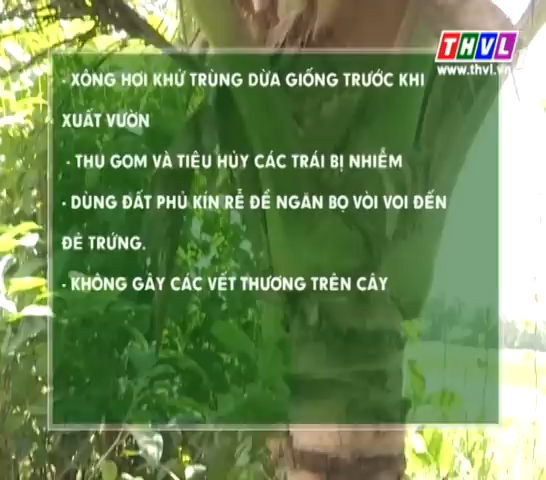 THVL
www.thvl.vn
- XÔNG HƠI KHỬ TRÙNG DỪA GIỐNG TRƯỚC KHI
XUẤT VƯỜN
- THU GOM VÀ TIÊU HỦY CÁC TRÁI BỊ NHIỄM
- DÙNG ĐẤT PHỦ KÍN RỄ ĐỂ NGĂN BỌ VÒI VOI ĐẾN
ĐẺ TRỨNG.
- KHÔNG GÂY CÁC VẾT THƯƠNG TRÊN CÂY